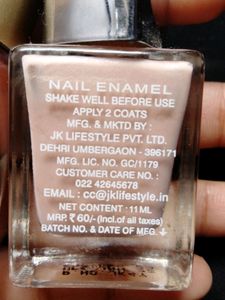 NAIL ENAMEL
SHAKE WELL BEFORE USE
APPLY 2 COATS
MFG. & MKTD BY :
JK LIFESTYLE PVT. LTD.
DEHRI UMBERGAON - 396171
MFG. LIC. NO. GC/1179
CUSTOMER CARE NO. :
022 42645678
EMAIL : cc@jklifestyle.in
NET CONTENT : 11 ML
MRP. ₹ 60/- (Incl.of all taxes)
BATCH NO. & DATE OF MFG.